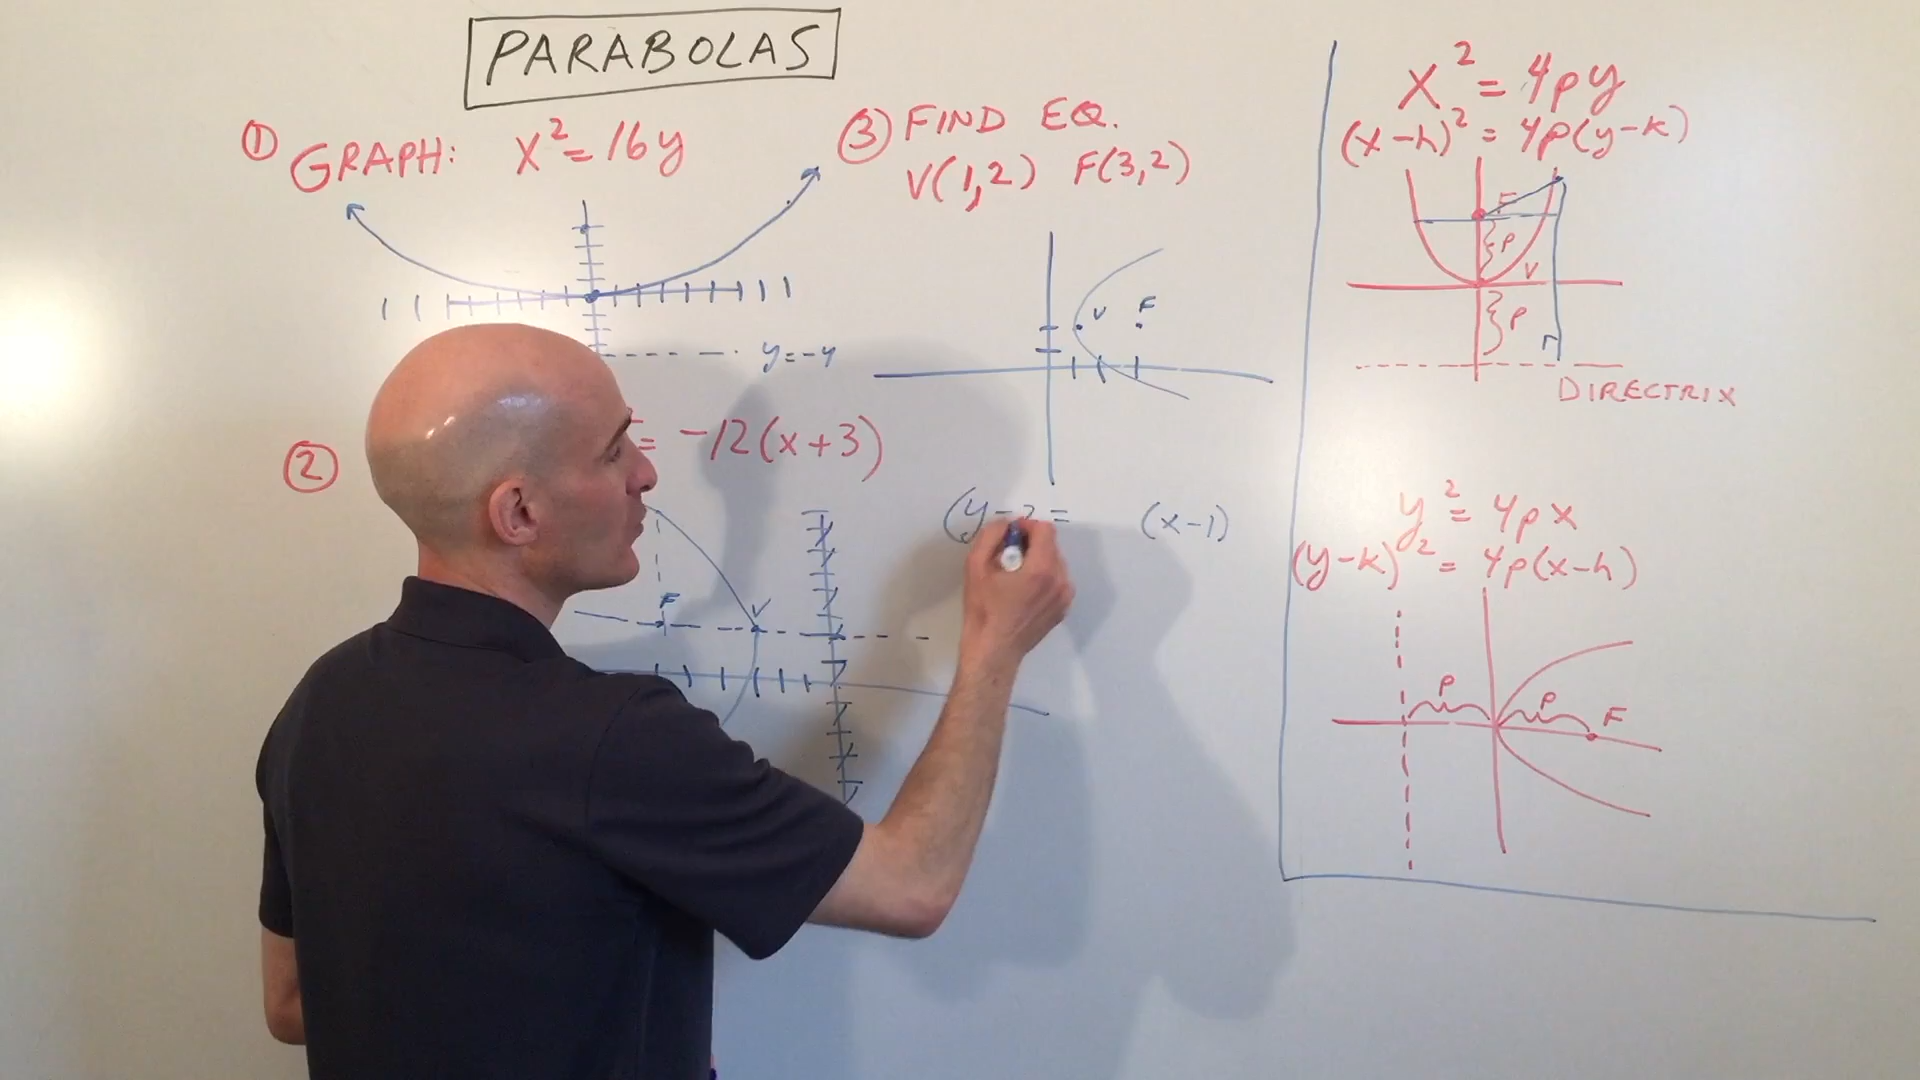 PARABOLAS
① GRAPH: x²=16y
y=-4
② = -12(x+3)
F V
③ FIND EQ.
V(1,2) F(3,2)
V F
(y-2 = (x-1)
x² = 4py
(x-h)² = 4p(y-k)
F
P
V
P
DIRECTRIX
y² = 4px
(y-k)² = 4p(x-h)
P P F